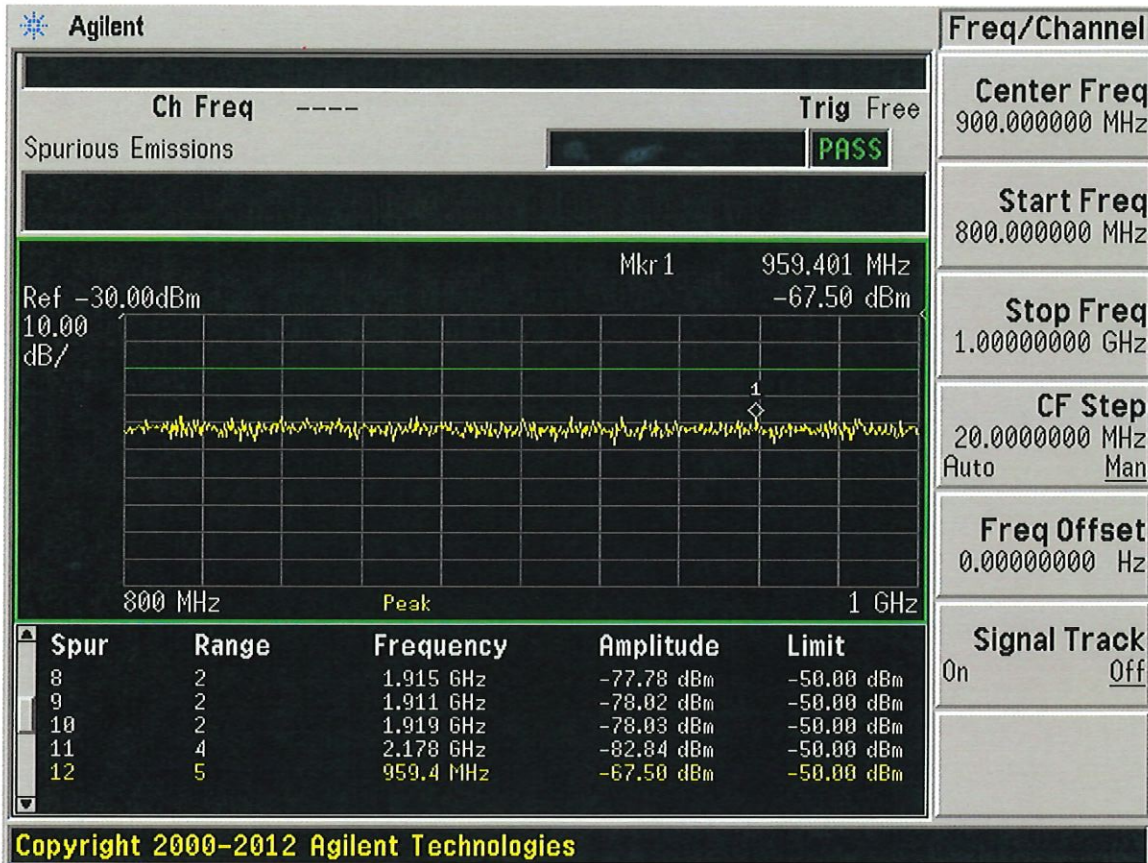 Agilent
Freq/Channel
Ch Freq ----
Trig Free
Spurious Emissions
PASS
Mkr1 959.401 MHz
-67.50 dBm
Ref -30.00dBm
10.00
dB/
1
800 MHz Peak 1 GHz
Spur Range Frequency Amplitude Limit
8 2 1.915 GHz -77.78 dBm -50.00 dBm
9 2 1.911 GHz -78.02 dBm -50.00 dBm
10 2 1.919 GHz -78.03 dBm -50.00 dBm
11 4 2.178 GHz -82.84 dBm -50.00 dBm
12 5 959.4 MHz -67.50 dBm -50.00 dBm
Copyright 2000-2012 Agilent Technologies
Center Freq
900.000000 MHz
Start Freq
800.000000 MHz
Stop Freq
1.00000000 GHz
CF Step
20.0000000 MHz
Auto Man
Freq Offset
0.00000000 Hz
Signal Track
On Off